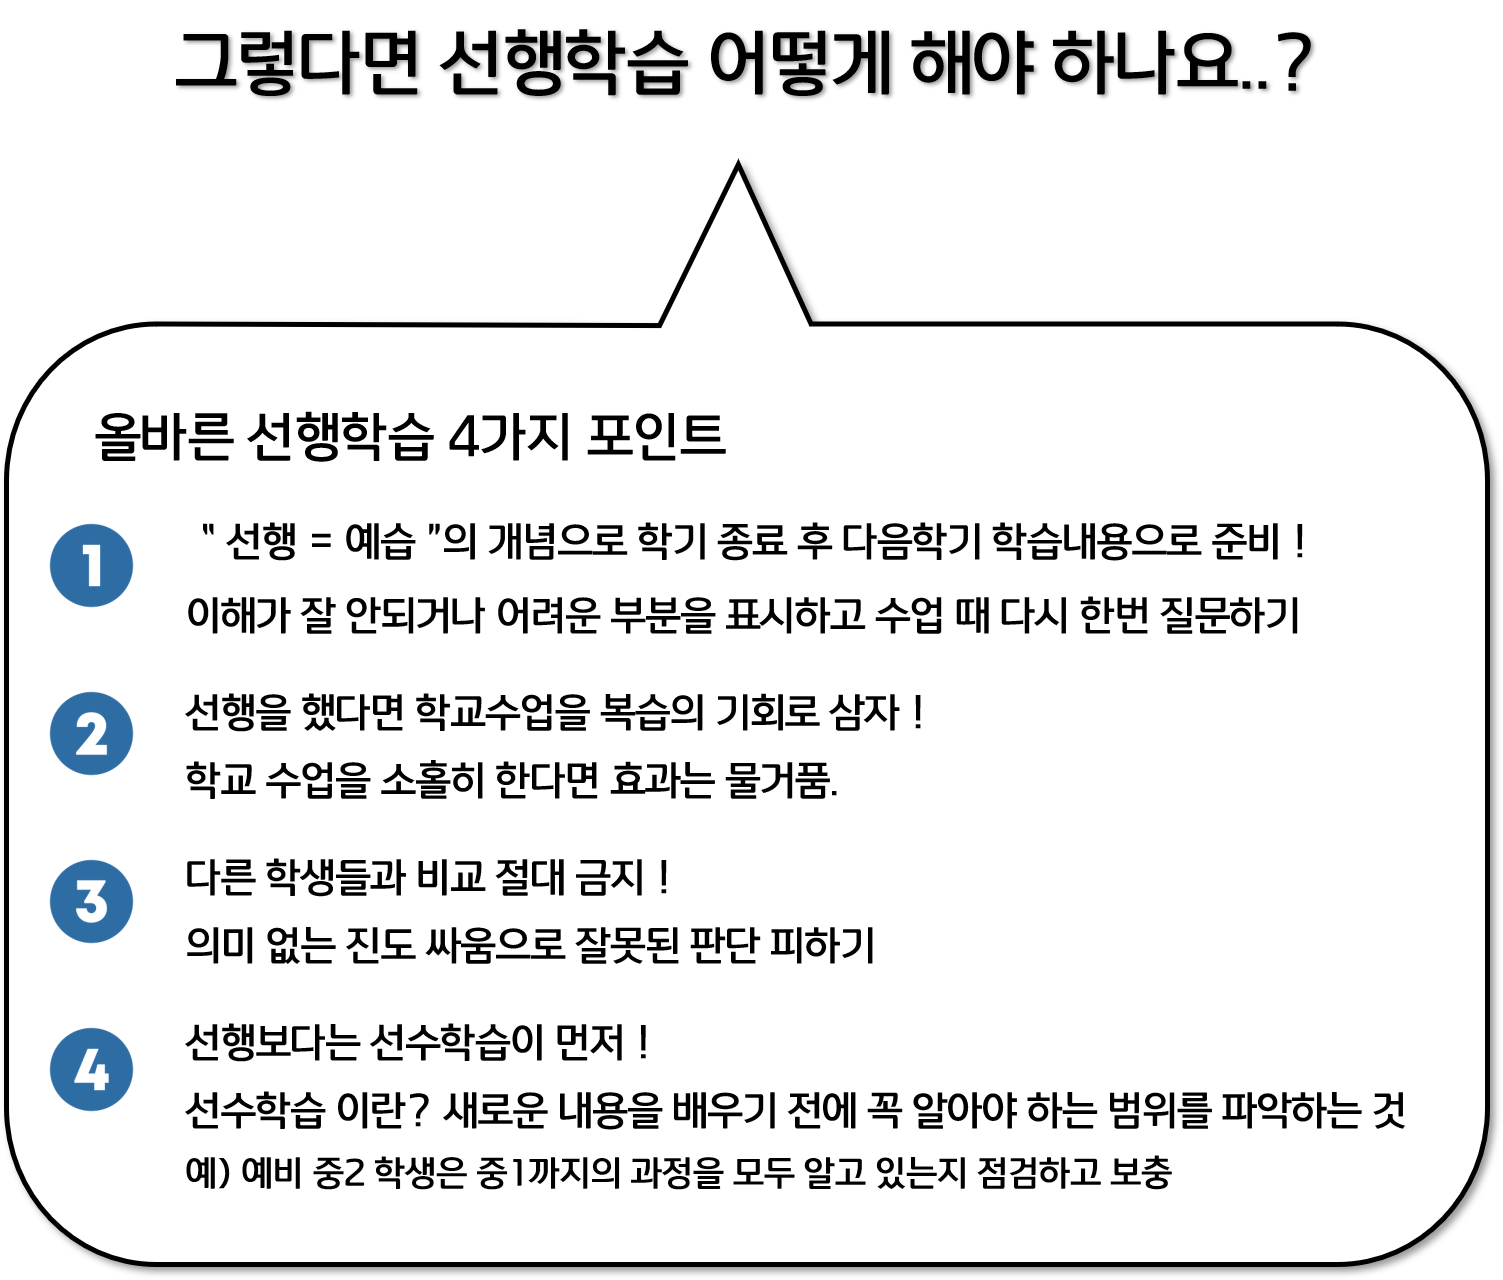 그렇다면 선행학습 어떻게 해야 하나요..?
올바른 선행학습 4가지 포인트
1
" 선행 = 예습 "의 개념으로 학기 종료 후 다음학기 학습내용으로 준비 !
이해가 잘 안되거나 어려운 부분을 표시하고 수업 때 다시 한번 질문하기
2
선행을 했다면 학교수업을 복습의 기회로 삼자 !
학교 수업을 소홀히 한다면 효과는 물거품.
3
다른 학생들과 비교 절대 금지 !
의미 없는 진도 싸움으로 잘못된 판단 피하기
4
선행보다는 선수학습이 먼저 !
선수학습 이란? 새로운 내용을 배우기 전에 꼭 알아야 하는 범위를 파악하는 것
예) 예비 중2 학생은 중1까지의 과정을 모두 알고 있는지 점검하고 보충